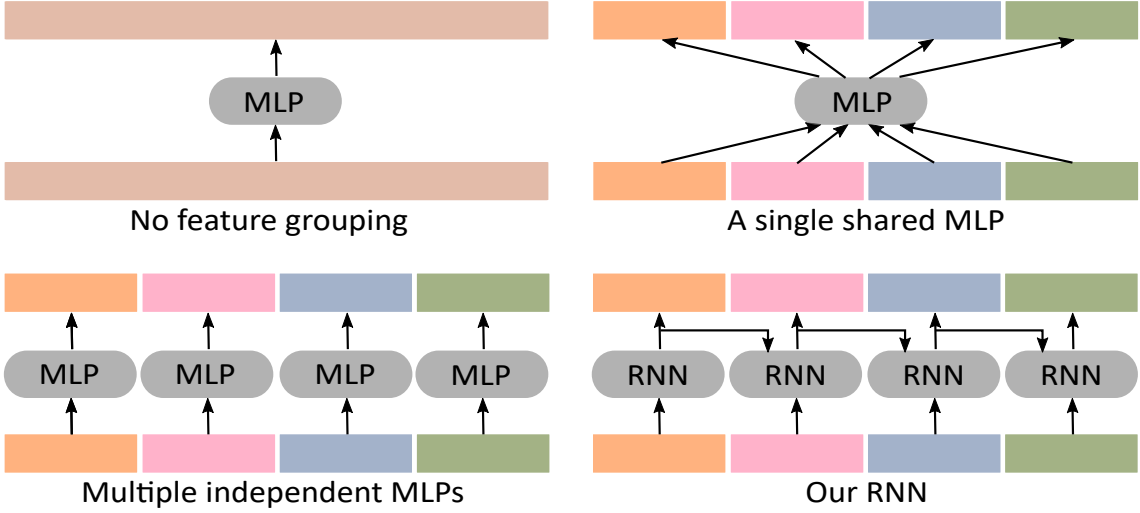 MLP
No feature grouping
MLP
A single shared MLP
MLP MLP MLP MLP
Multiple independent MLPs
RNN RNN RNN RNN
Our RNN